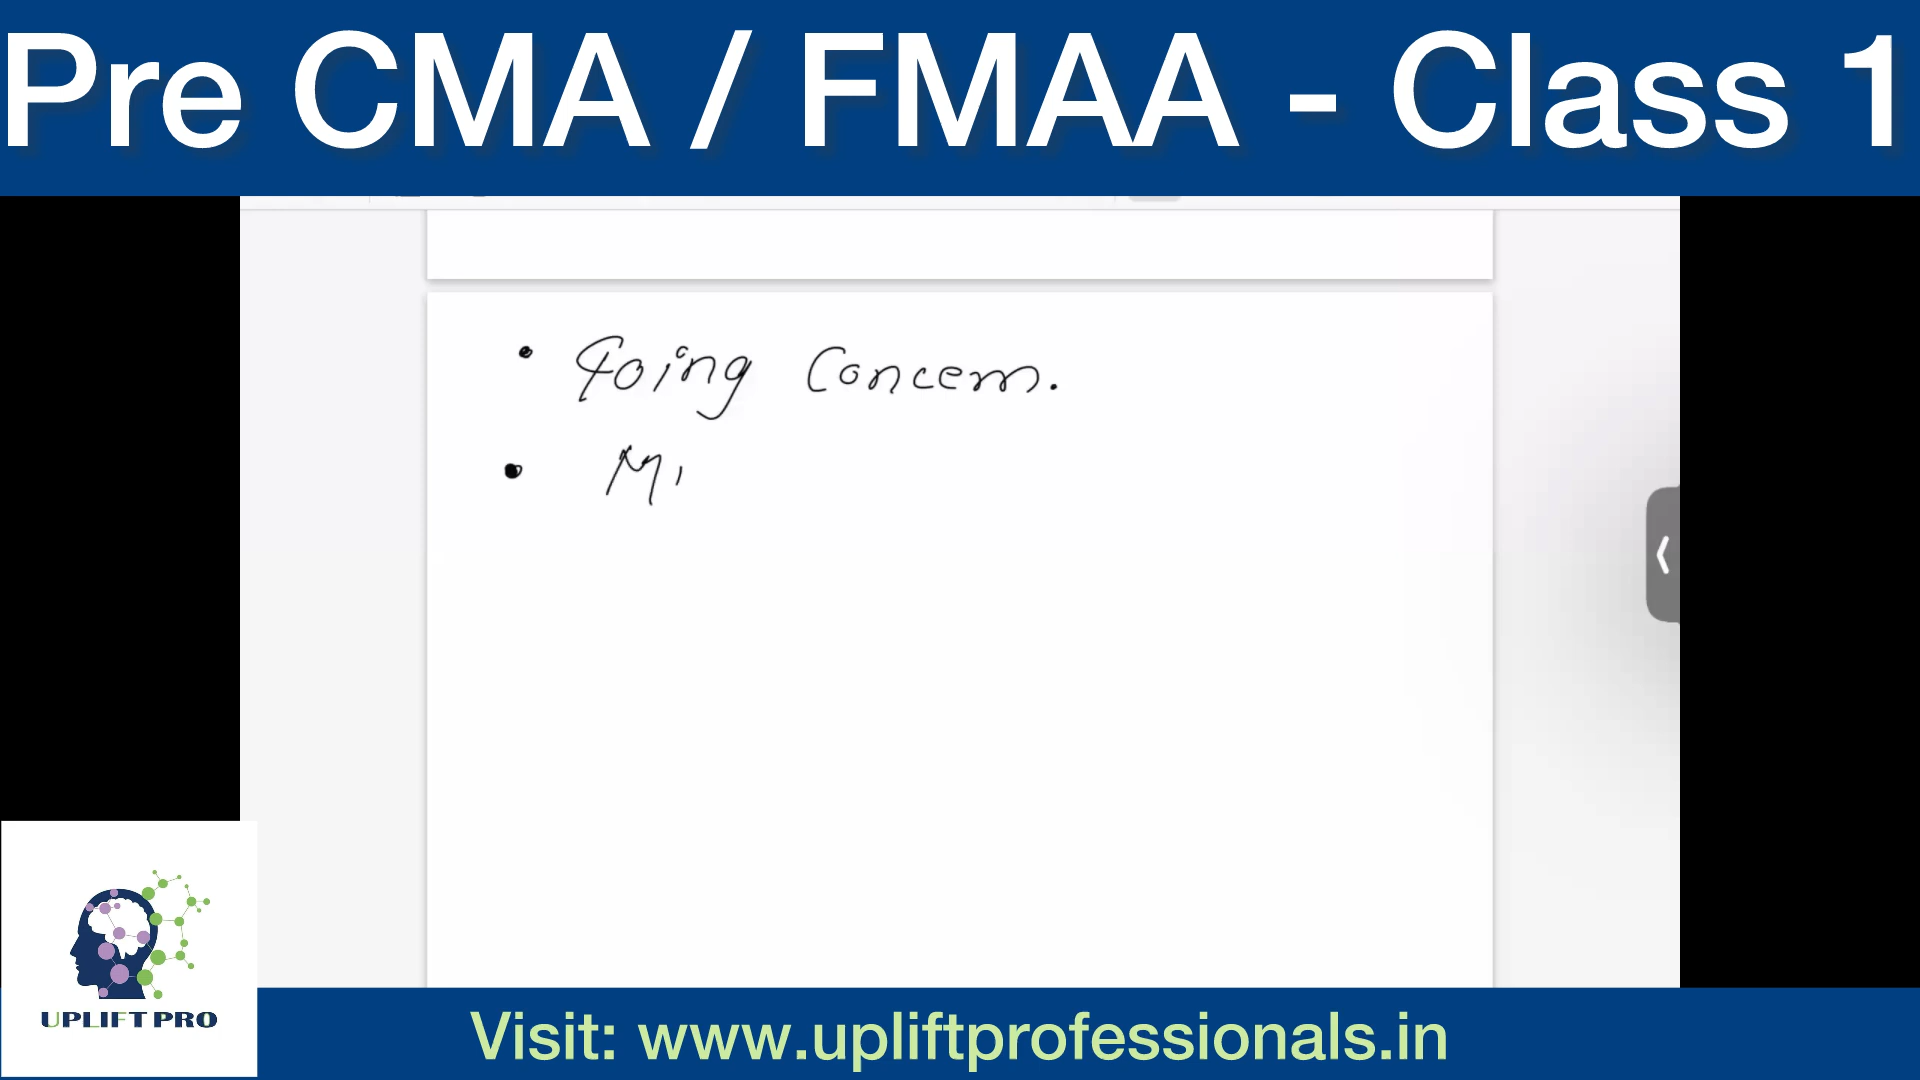 Pre CMA / FMAA - Class 1
• Going Concern.
• M
UPLIFT PRO
Visit: www.upliftprofessionals.in